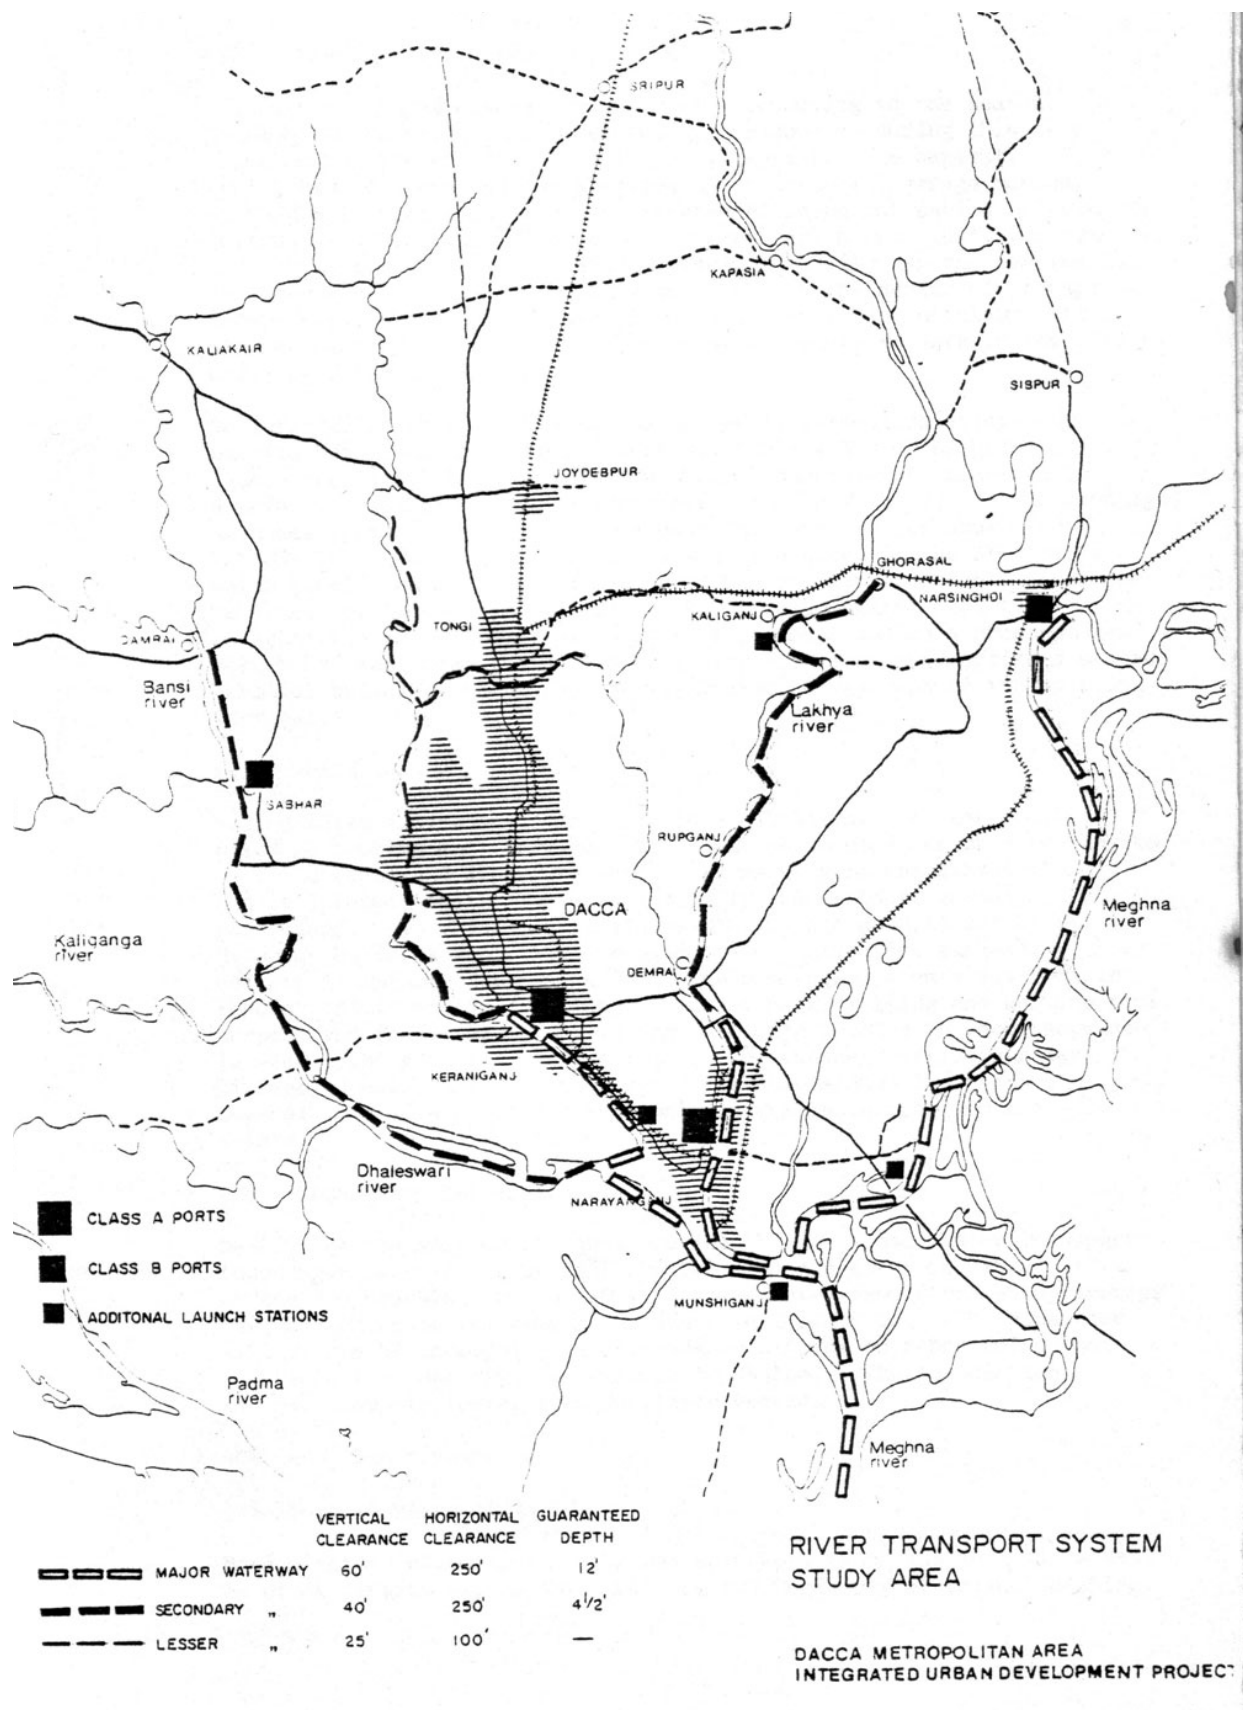 SRIPUR
KAPASIA
KALIAKAIR
SIBPUR
JOYDEBPUR
GHORASAL
NARSINGHDI
KALIGANJ
TONGI
DAMRAI
Bansi
river
Lakhya
river
SABHAR
RUPGANJ
DACCA
Meghna
river
Kaliganga
river
DEMRA
KERANIGANJ
Dhaleswari
river
NARAYANGANJ
CLASS A PORTS
CLASS B PORTS
ADDITONAL LAUNCH STATIONS
MUNSHIGANJ
Padma
river
Meghna
river
VERTICAL HORIZONTAL GUARANTEED
CLEARANCE CLEARANCE DEPTH
MAJOR WATERWAY 60' 250' 12'
SECONDARY " 40' 250' 4 1/2'
LESSER " 25' 100' —
RIVER TRANSPORT SYSTEM
STUDY AREA
DACCA METROPOLITAN AREA
INTEGRATED URBAN DEVELOPMENT PROJECT